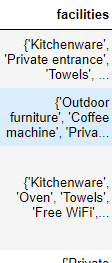 facilities
{'Kitchenware',
'Private entrance',
'Towels', ...
{'Outdoor
furniture', 'Coffee
machine', 'Priva...
{'Kitchenware',
'Oven', 'Towels',
'Free WiFi',...